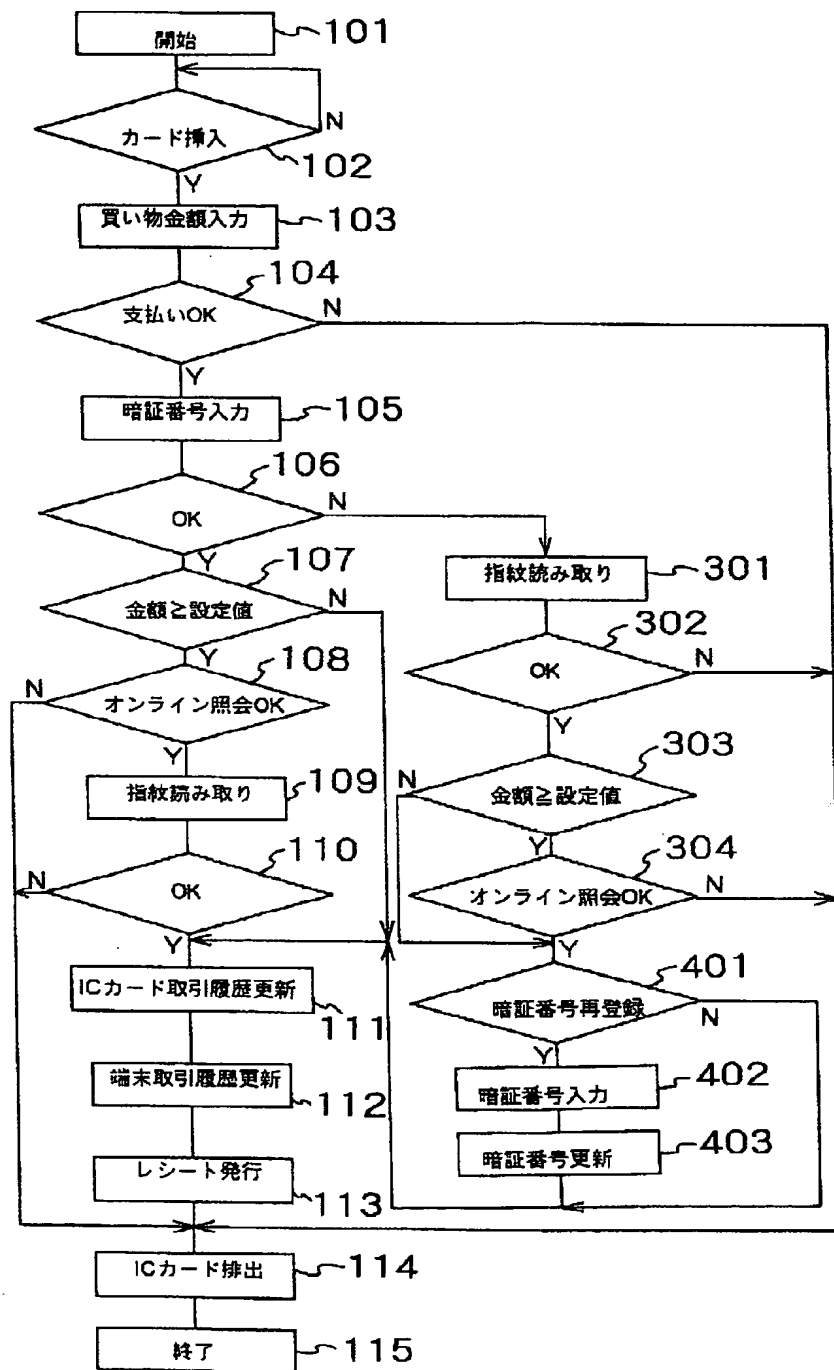 開始
101
カード挿入
N
102
Y
買い物金額入力
103
104
支払いOK
N
Y
暗証番号入力
105
106
OK
N
Y
107
金額≧設定値
N
Y
108
N
オンライン照会OK
Y
指紋読み取り
109
110
N
OK
Y
ICカード取引履歴更新
111
端末取引履歴更新
112
レシート発行
113
ICカード排出
114
終了
115
指紋読み取り
301
302
OK
N
Y
303
N
金額≧設定値
Y
304
オンライン照会OK
N
Y
401
暗証番号再登録
N
Y
402
暗証番号入力
403
暗証番号更新